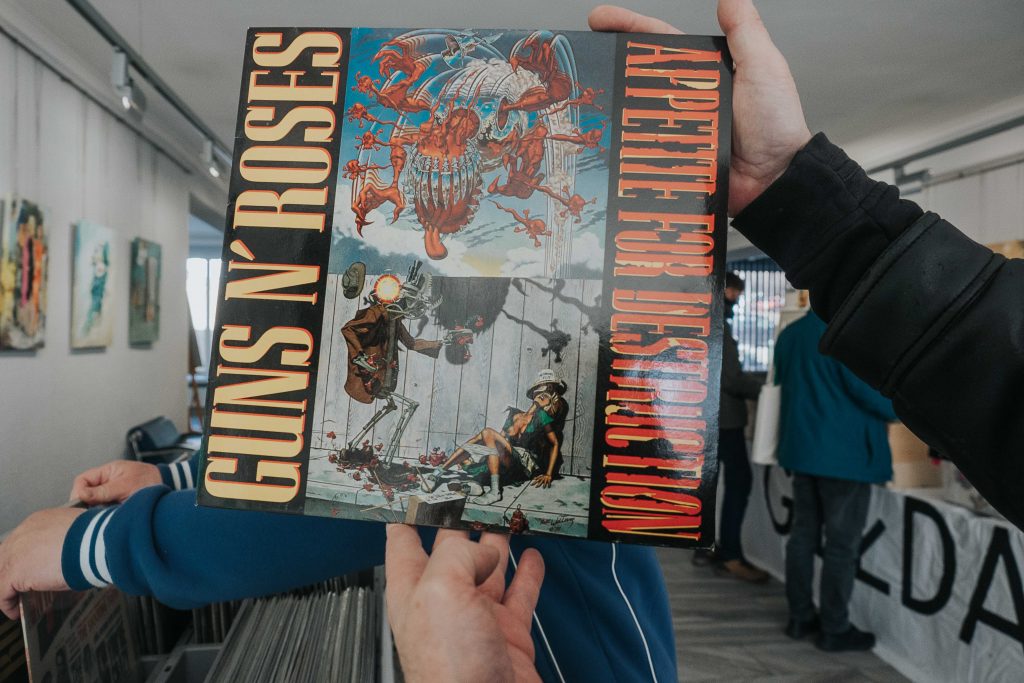 GUNS N' ROSES
APPETITE FOR DESTRUCTION